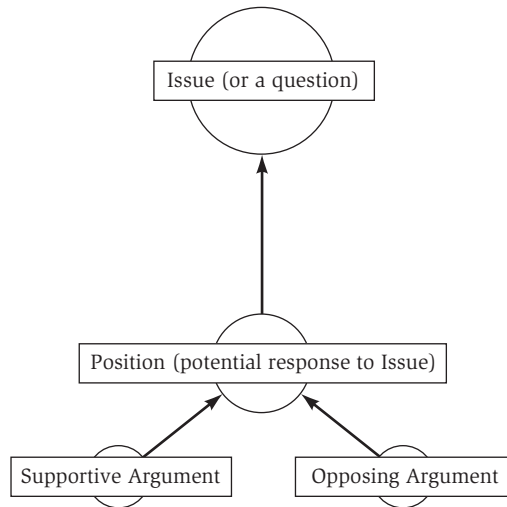 Issue (or a question)
Position (potential response to Issue)
Supportive Argument
Opposing Argument